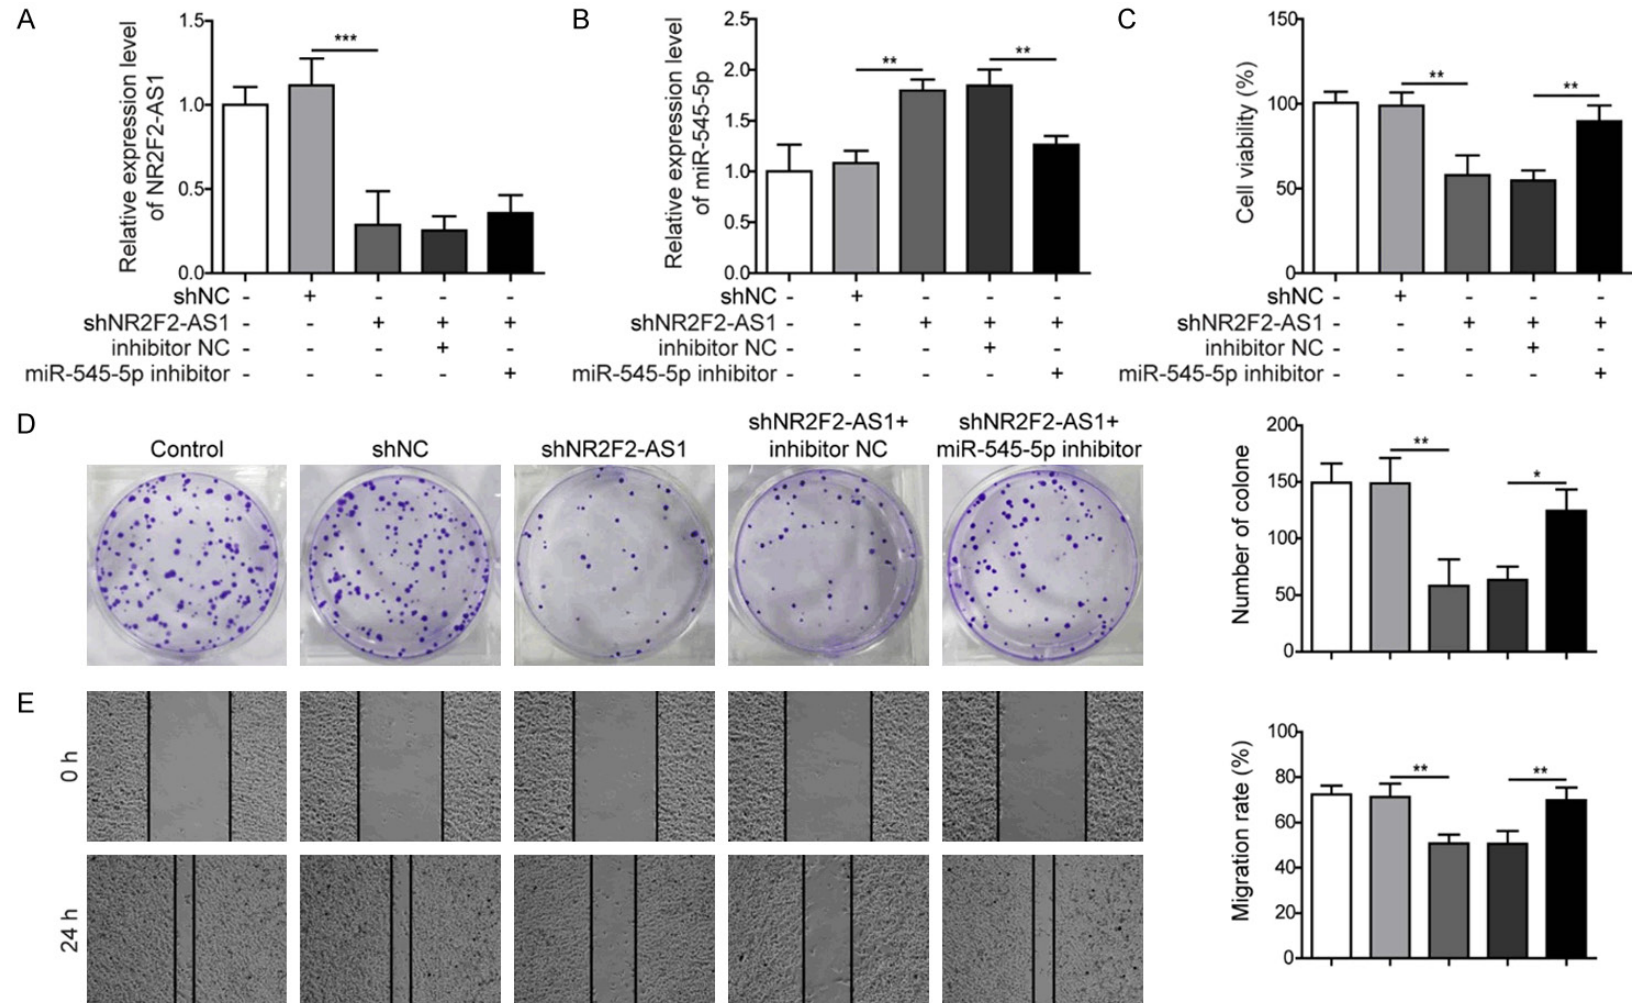 A
Relative expression level
of NR2F2-AS1
1.5
1.0
0.5
0.0
***
shNC - + - - -
shNR2F2-AS1 - - + + +
inhibitor NC - - - + -
miR-545-5p inhibitor - - - - +
B
Relative expression level
of miR-545-5p
2.5
2.0
1.5
1.0
0.5
0.0
**
**
shNC - + - - -
shNR2F2-AS1 - - + + +
inhibitor NC - - - + -
miR-545-5p inhibitor - - - - +
C
Cell viability (%)
150
100
50
0
**
**
shNC - + - - -
shNR2F2-AS1 - - + + +
inhibitor NC - - - + -
miR-545-5p inhibitor - - - - +
D
Control
shNC
shNR2F2-AS1
shNR2F2-AS1+
inhibitor NC
shNR2F2-AS1+
miR-545-5p inhibitor
Number of colone
200
150
100
50
0
**
*
E
0 h
24 h
Migration rate (%)
100
80
60
40
20
0
**
**